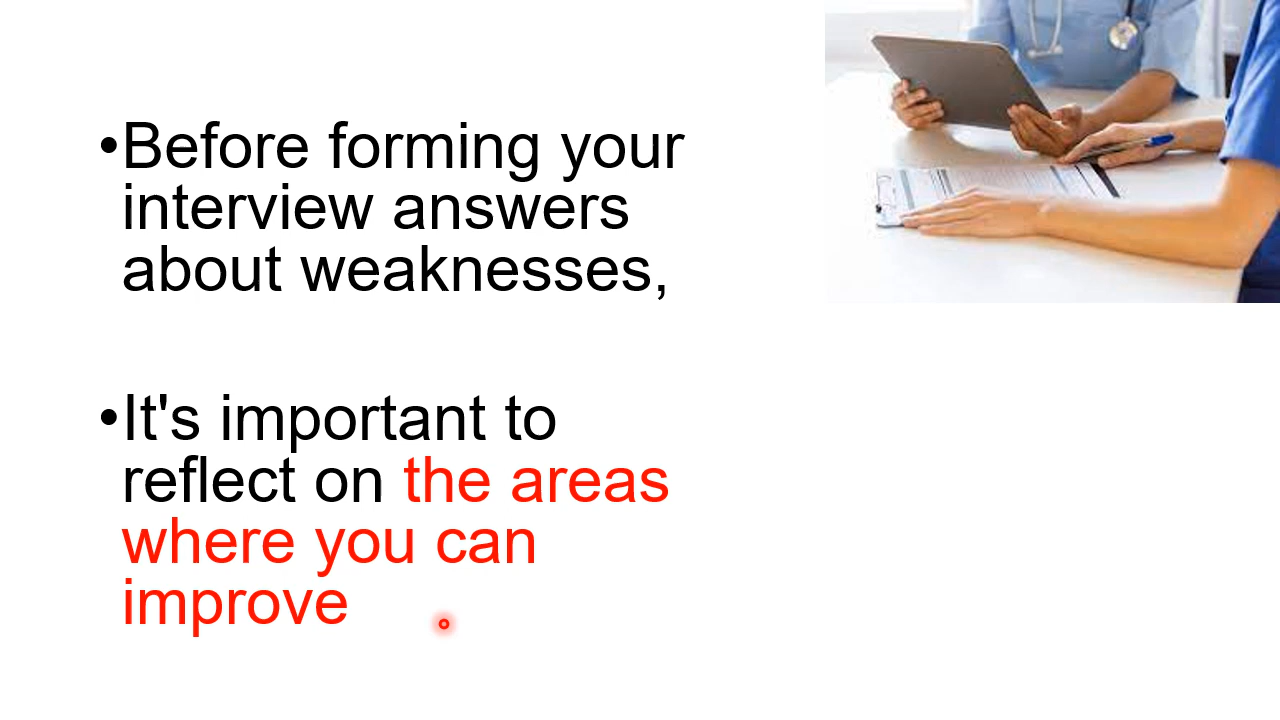 •Before forming your
interview answers
about weaknesses,
•It's important to
reflect on the areas
where you can
improve